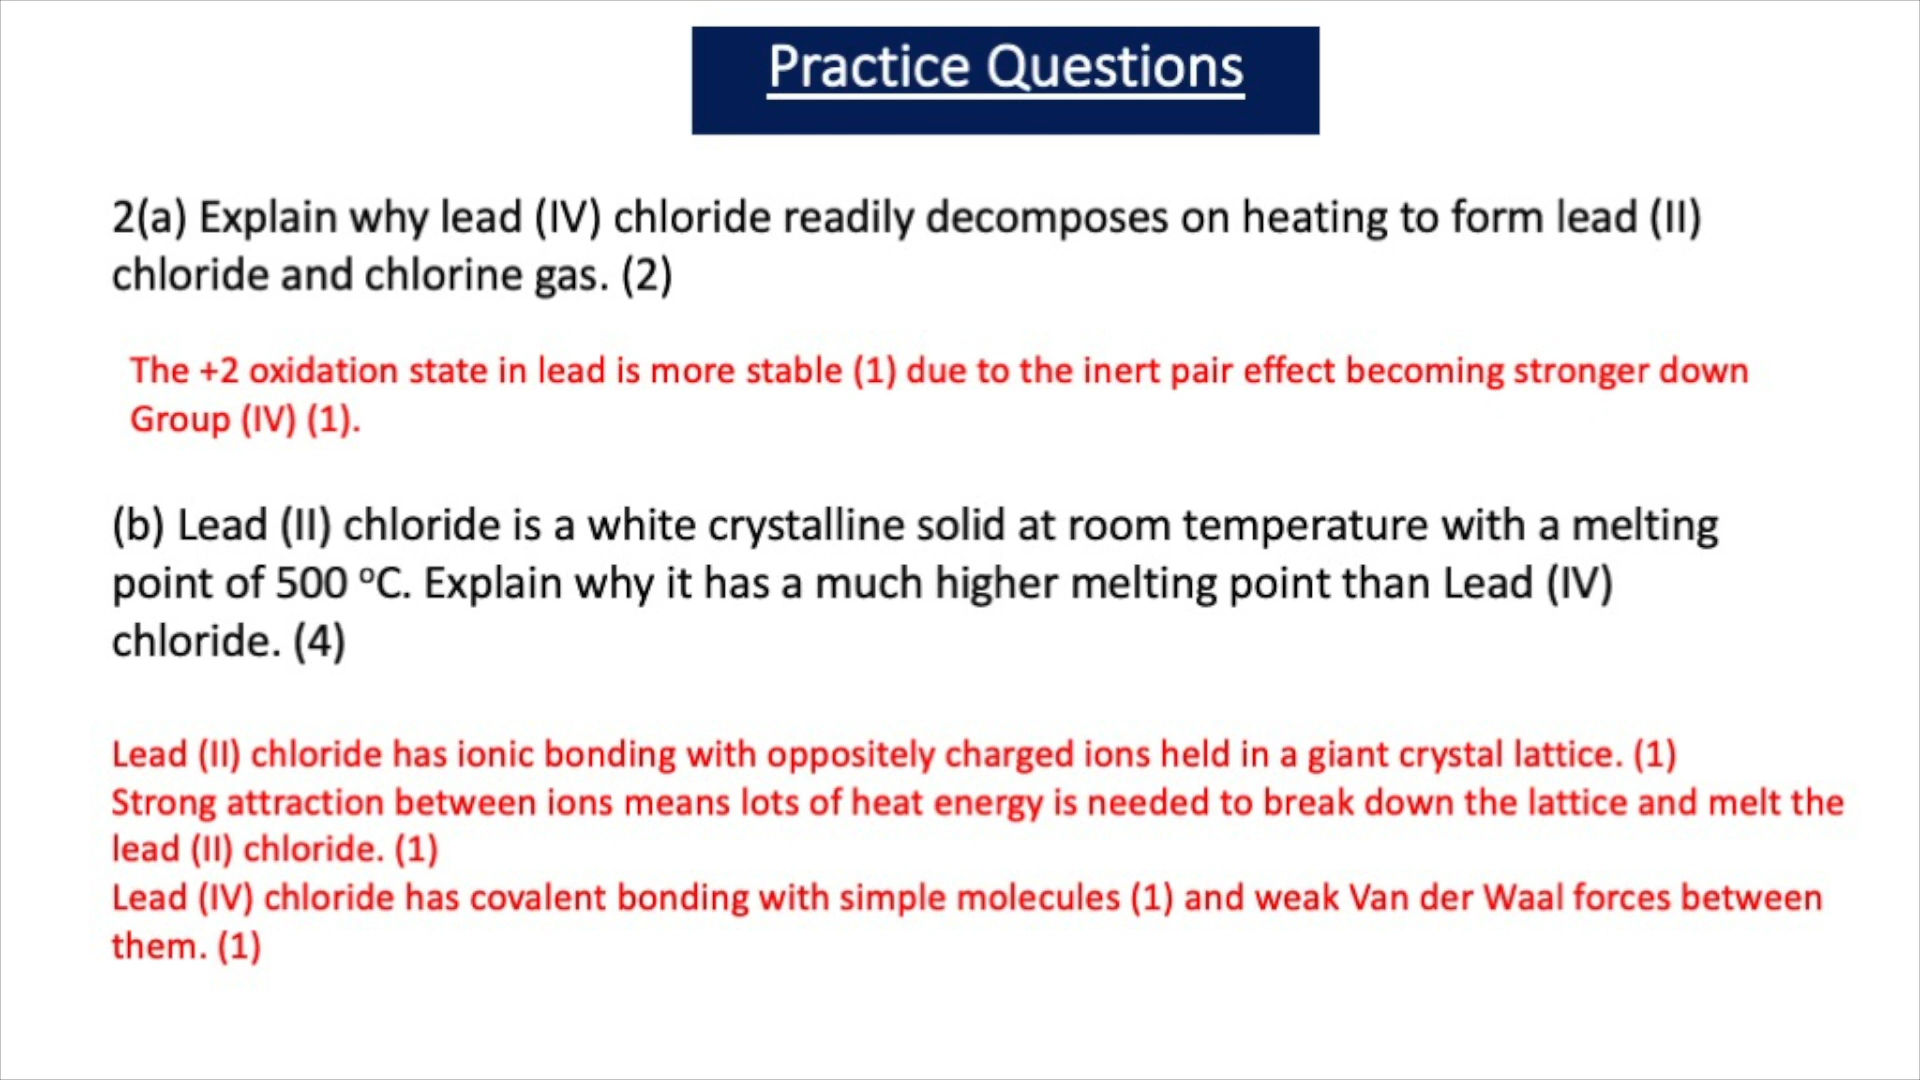 Practice Questions
2(a) Explain why lead (IV) chloride readily decomposes on heating to form lead (II)
chloride and chlorine gas. (2)
The +2 oxidation state in lead is more stable (1) due to the inert pair effect becoming stronger down
Group (IV) (1).
(b) Lead (II) chloride is a white crystalline solid at room temperature with a melting
point of 500 ºC. Explain why it has a much higher melting point than Lead (IV)
chloride. (4)
Lead (II) chloride has ionic bonding with oppositely charged ions held in a giant crystal lattice. (1)
Strong attraction between ions means lots of heat energy is needed to break down the lattice and melt the
lead (II) chloride. (1)
Lead (IV) chloride has covalent bonding with simple molecules (1) and weak Van der Waal forces between
them. (1)